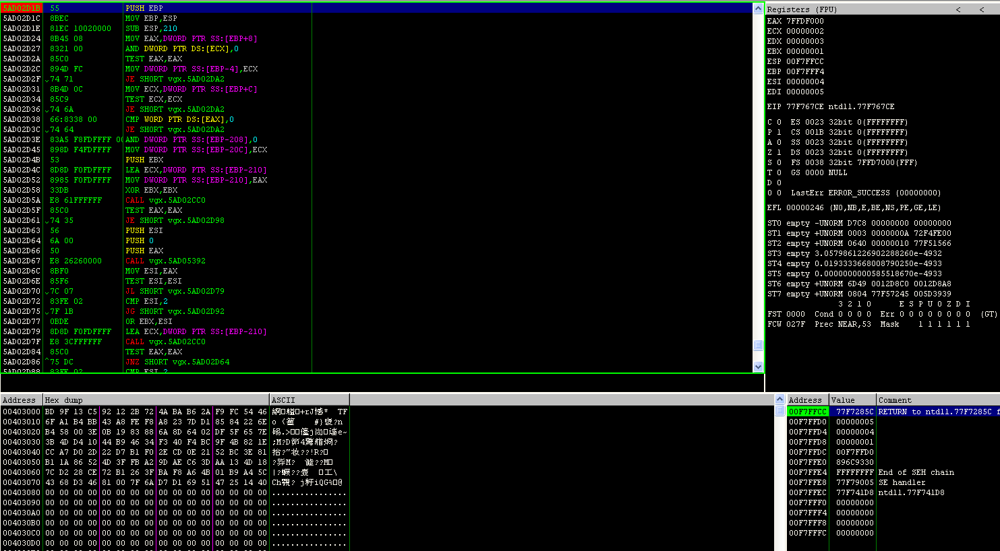 5AD02D1B 55 PUSH EBP
5AD02D1C 8BEC MOV EBP,ESP
5AD02D1E 81EC 10020000 SUB ESP,210
5AD02D24 8B45 08 MOV EAX,DWORD PTR SS:[EBP+8]
5AD02D27 8321 00 AND DWORD PTR DS:[ECX],0
5AD02D2A 85C0 TEST EAX,EAX
5AD02D2C 894D FC MOV DWORD PTR SS:[EBP-4],ECX
5AD02D2F 74 71 JE SHORT vgx.5AD02DA2
5AD02D31 8B4D 0C MOV ECX,DWORD PTR SS:[EBP+C]
5AD02D34 85C9 TEST ECX,ECX
5AD02D36 74 6A JE SHORT vgx.5AD02DA2
5AD02D38 66:8338 00 CMP WORD PTR DS:[EAX],0
5AD02D3C 74 64 JE SHORT vgx.5AD02DA2
5AD02D3E 83A5 F8FDFFFF 00 AND DWORD PTR SS:[EBP-208],0
5AD02D45 898D F4FDFFFF MOV DWORD PTR SS:[EBP-20C],ECX
5AD02D4B 53 PUSH EBX
5AD02D4C 8D8D F0FDFFFF LEA ECX,DWORD PTR SS:[EBP-210]
5AD02D52 8985 F0FDFFFF MOV DWORD PTR SS:[EBP-210],EAX
5AD02D58 33DB XOR EBX,EBX
5AD02D5A E8 61FFFFFF CALL vgx.5AD02CC0
5AD02D5F 85C0 TEST EAX,EAX
5AD02D61 74 35 JE SHORT vgx.5AD02D98
5AD02D63 56 PUSH ESI
5AD02D64 6A 00 PUSH 0
5AD02D66 50 PUSH EAX
5AD02D67 E8 26260000 CALL vgx.5AD05392
5AD02D6C 8BF0 MOV ESI,EAX
5AD02D6E 85F6 TEST ESI,ESI
5AD02D70 7C 07 JL SHORT vgx.5AD02D79
5AD02D72 83FE 02 CMP ESI,2
5AD02D75 7F 1B JG SHORT vgx.5AD02D92
5AD02D77 0BDE OR EBX,ESI
5AD02D79 8D8D F0FDFFFF LEA ECX,DWORD PTR SS:[EBP-210]
5AD02D7F E8 3CFFFFFF CALL vgx.5AD02CC0
5AD02D84 85C0 TEST EAX,EAX
5AD02D86 ^75 DC JNZ SHORT vgx.5AD02D64
5AD02D88 83FE 02 CMP ESI,2
Registers (FPU) < <
EAX 7FFDF000
ECX 00000002
EDX 00000003
EBX 00000001
ESP 00F7FFCC
EBP 00F7FFF4
ESI 00000004
EDI 00000005
EIP 77F767CE ntdll.77F767CE
C 0 ES 0023 32bit 0(FFFFFFFF)
P 1 CS 001B 32bit 0(FFFFFFFF)
A 0 SS 0023 32bit 0(FFFFFFFF)
Z 1 DS 0023 32bit 0(FFFFFFFF)
S 0 FS 0038 32bit 7FFD7000(FFF)
T 0 GS 0000 NULL
D 0
O 0 LastErr ERROR_SUCCESS (00000000)
EFL 00000246 (NO,NB,E,BE,NS,PE,GE,LE)
ST0 empty -UNORM D7C8 00000000 00000000
ST1 empty +UNORM 0003 0000000A 72F4FE00
ST2 empty +UNORM 0640 00000010 77F51566
ST3 empty 3.0579861226902288260e-4932
ST4 empty 0.0193333668008790250e-4933
ST5 empty 0.0000000000585518670e-4933
ST6 empty +UNORM 6D49 0012D8C0 0012D8A8
ST7 empty +UNORM 0804 77F57245 005D3939
3 2 1 0 E S P U O Z D I
FST 0000 Cond 0 0 0 0 Err 0 0 0 0 0 0 0 0 (GT)
FCW 027F Prec NEAR,53 Mask 1 1 1 1 1 1
Address Hex dump ASCII
00403000 BD 9F 13 C5 92 12 2B 72 4A BA B6 2A F9 FC 54 46
00403010 6F A1 B4 BB 43 A8 FE F8 A8 23 7D D1 85 84 22 6E
00403020 B4 58 00 3E 0B 19 83 88 6A 8D 64 02 DF 5F 65 7E
00403030 3B 4D D4 10 44 B9 46 34 F3 40 F4 BC 9F 4B 82 1E
00403040 CC A7 D0 2D 22 D7 B1 F0 2E CD 0E 21 52 BC 3E 81
00403050 B1 1A 86 52 4D 3F FB A2 9D AE C6 3D AA 13 4D 18
00403060 7C D2 28 CE 72 B1 26 3F BA F8 A6 4B 01 B9 A4 5C
00403070 43 68 D3 46 81 00 7F 6A D7 D1 69 51 47 25 14 40
00403080 00 00 00 00 00 00 00 00 00 00 00 00 00 00 00 00 ................
00403090 00 00 00 00 00 00 00 00 00 00 00 00 00 00 00 00 ................
004030A0 00 00 00 00 00 00 00 00 00 00 00 00 00 00 00 00 ................
004030B0 00 00 00 00 00 00 00 00 00 00 00 00 00 00 00 00 ................
004030C0 00 00 00 00 00 00 00 00 00 00 00 00 00 00 00 00 ................
004030D0 00 00 00 00 00 00 00 00 00 00 00 00 00 00 00 00 ................
Address Value Comment
00F7FFCC 77F7285C RETURN to ntdll.77F7285C f
00F7FFD0 00000005
00F7FFD4 00000004
00F7FFD8 00000001
00F7FFDC 00F7FFD0
00F7FFE0 896C9330
00F7FFE4 FFFFFFFF End of SEH chain
00F7FFE8 77F79005 SE handler
00F7FFEC 77F741D8 ntdll.77F741D8
00F7FFF0 00000000
00F7FFF4 00000000
00F7FFF8 00000000
00F7FFFC 00000000